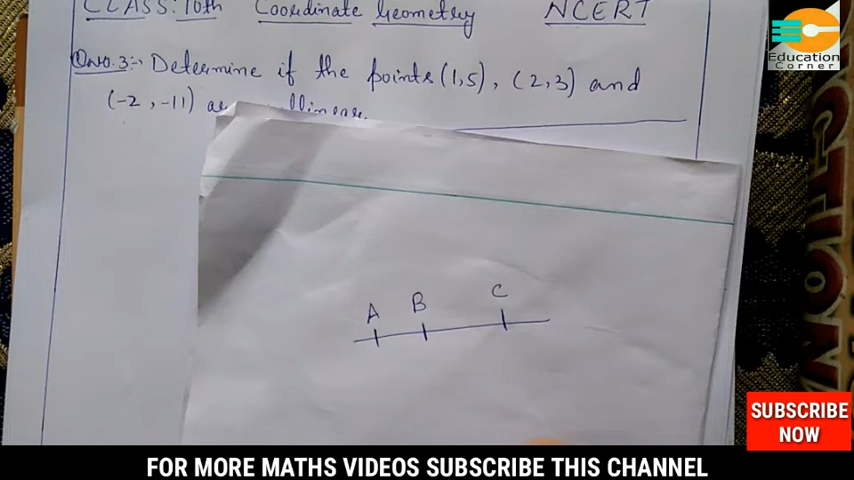 CLASS: 10th Coordinate Geometry NCERT
Qno. 3:- Determine if the points (1,5), (2,3) and
(-2, -11)
Education
Corner
A B C
SUBSCRIBE
NOW
FOR MORE MATHS VIDEOS SUBSCRIBE THIS CHANNEL